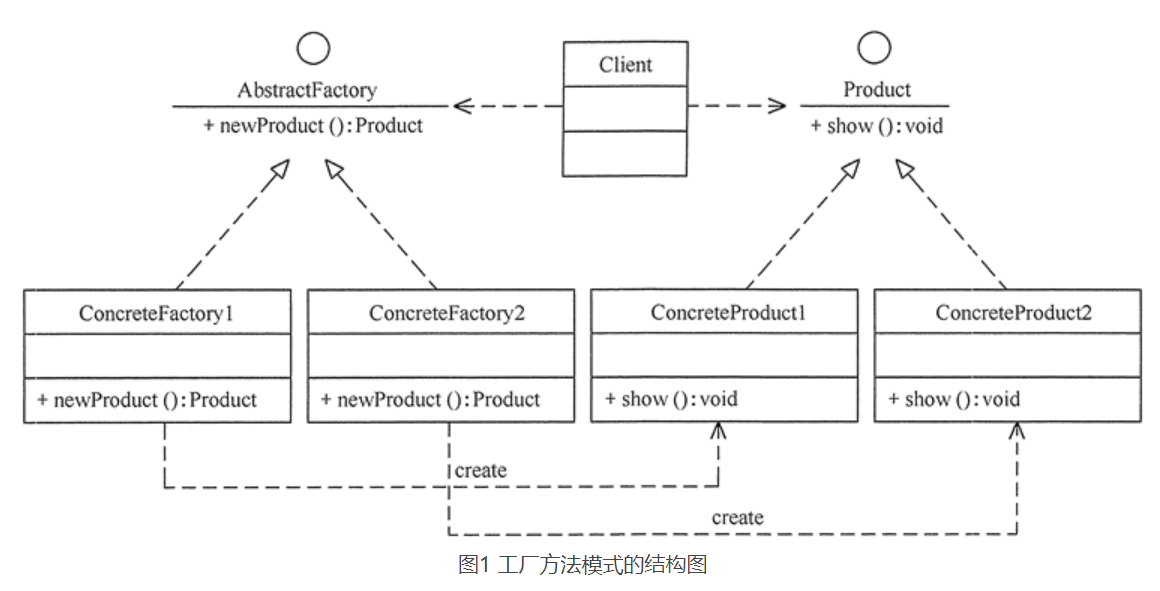 AbstractFactory
+ newProduct (): Product
Client
Product
+ show (): void
ConcreteFactory1
+ newProduct (): Product
ConcreteFactory2
+ newProduct (): Product
ConcreteProduct1
+ show (): void
ConcreteProduct2
+ show (): void
create
create
图1 工厂方法模式的结构图